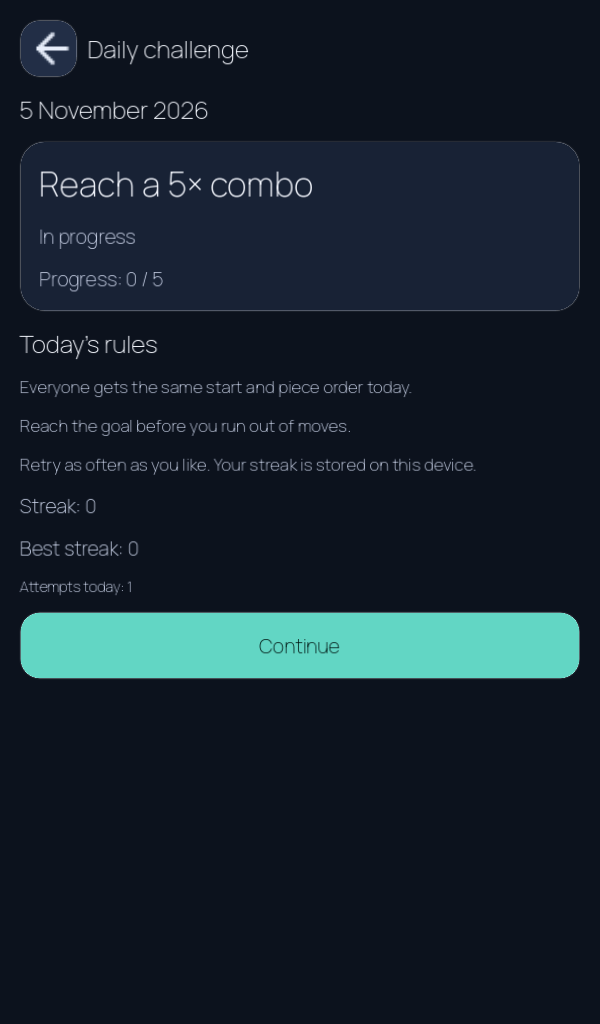 Daily challenge
5 November 2026
Reach a 5× combo
In progress
Progress: 0 / 5
Today's rules
Everyone gets the same start and piece order today.
Reach the goal before you run out of moves.
Retry as often as you like. Your streak is stored on this device.
Streak: 0
Best streak: 0
Attempts today: 1
Continue